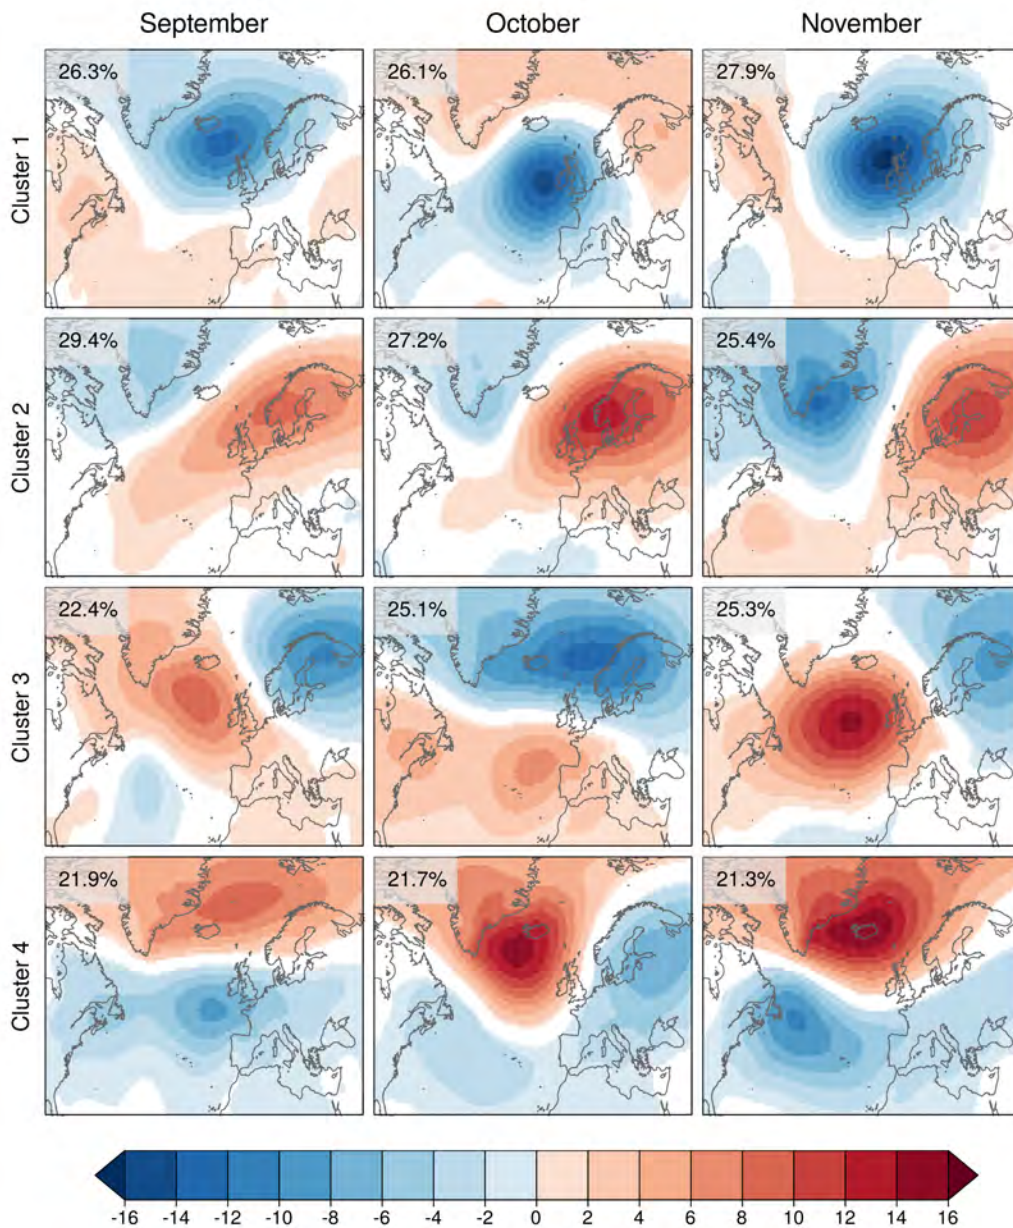 September October November
Cluster 1
26.3% 26.1% 27.9%
Cluster 2
29.4% 27.2% 25.4%
Cluster 3
22.4% 25.1% 25.3%
Cluster 4
21.9% 21.7% 21.3%
-16 -14 -12 -10 -8 -6 -4 -2 0 2 4 6 8 10 12 14 16